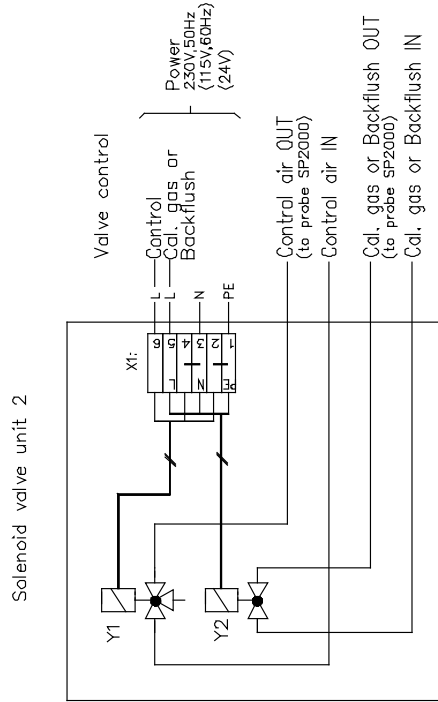 Solenoid valve unit 2
Valve control
Power
230V,50Hz
(115V,60Hz)
(24V)
L
Control
L
Cal. gas or
Backflush
N
PE
X1:
6
5
L
4
3
N
2
1
PE
Y1
Y2
Control air OUT
(to probe SP2000)
Control air IN
Cal. gas or Backflush OUT
(to probe SP2000)
Cal. gas or Backflush IN